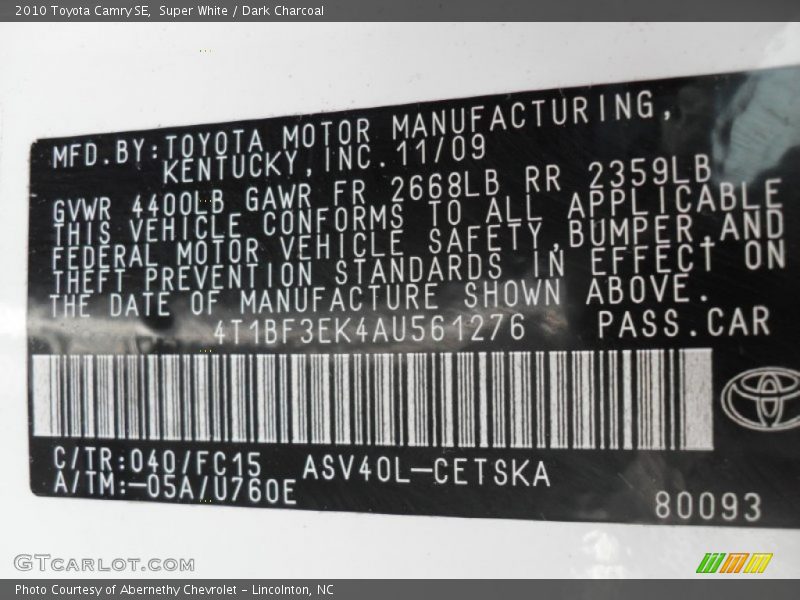 2010 Toyota Camry SE, Super White / Dark Charcoal
MFD.BY:TOYOTA MOTOR MANUFACTURING,
KENTUCKY,INC. 11/09
GVWR 4400LB GAWR FR 2668LB RR 2359LB
THIS VEHICLE CONFORMS TO ALL APPLICABLE
FEDERAL MOTOR VEHICLE SAFETY,BUMPER,AND
THEFT PREVENTION STANDARDS IN EFFECT ON
THE DATE OF MANUFACTURE SHOWN ABOVE.
4T1BF3EK4AU561276 PASS.CAR
C/TR:040/FC15 ASV40L-CETSKA
A/TM:-05A/U760E
80093
GTCARLOT.COM
Photo Courtesy of Abernethy Chevrolet - Lincolnton, NC